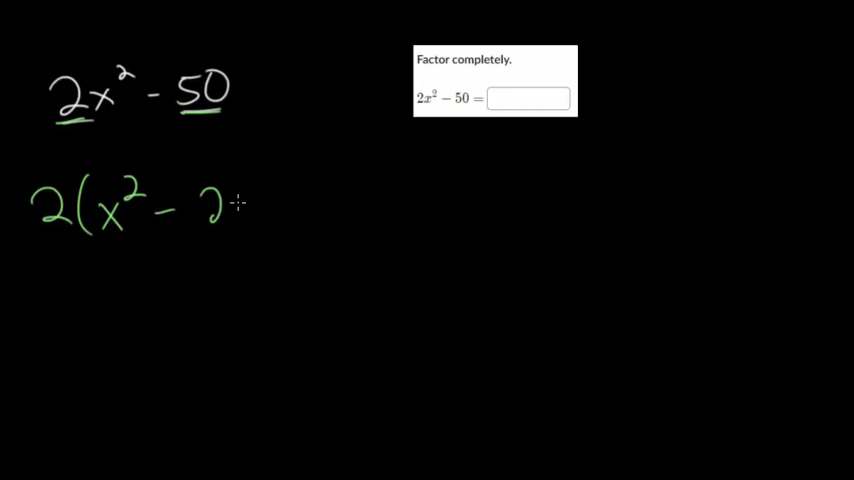 2x² - 50
Factor completely.
2x² − 50 =
2(x² - 2